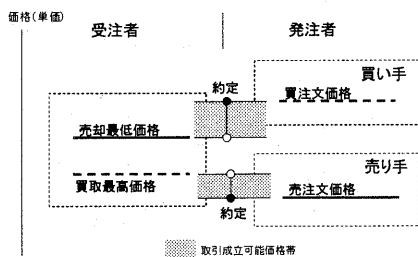 価格(単価)
受注者
発注者
買い手
約定
買注文価格
売却最低価格
売り手
買取最高価格
売注文価格
約定
取引成立可能価格帯